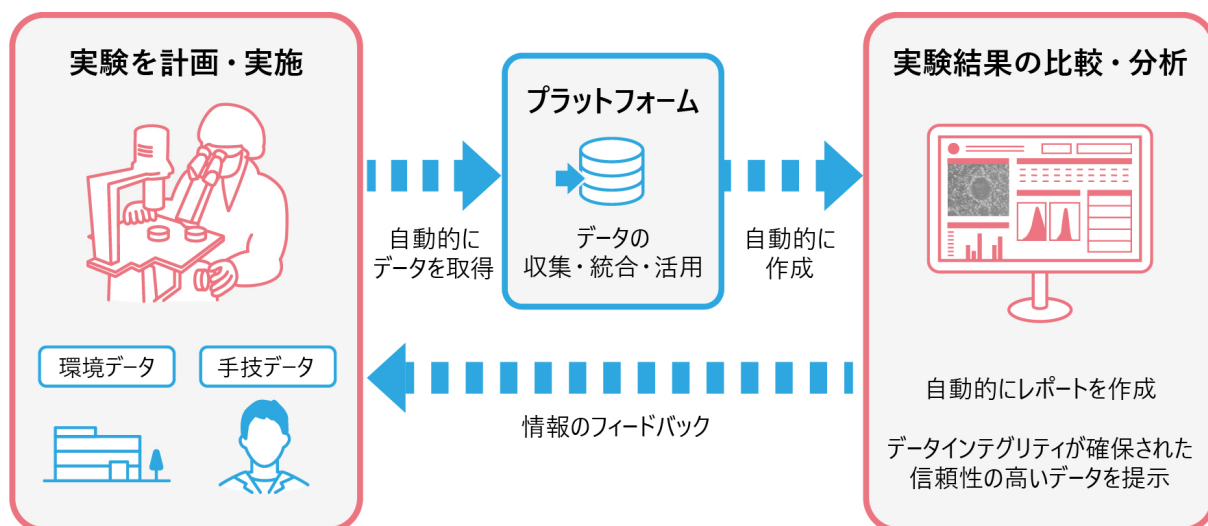 実験を計画・実施
環境データ
手技データ
自動的に
データを取得
プラットフォーム
データの
収集・統合・活用
自動的に
作成
情報のフィードバック
実験結果の比較・分析
自動的にレポートを作成
データインテグリティが確保された
信頼性の高いデータを提示